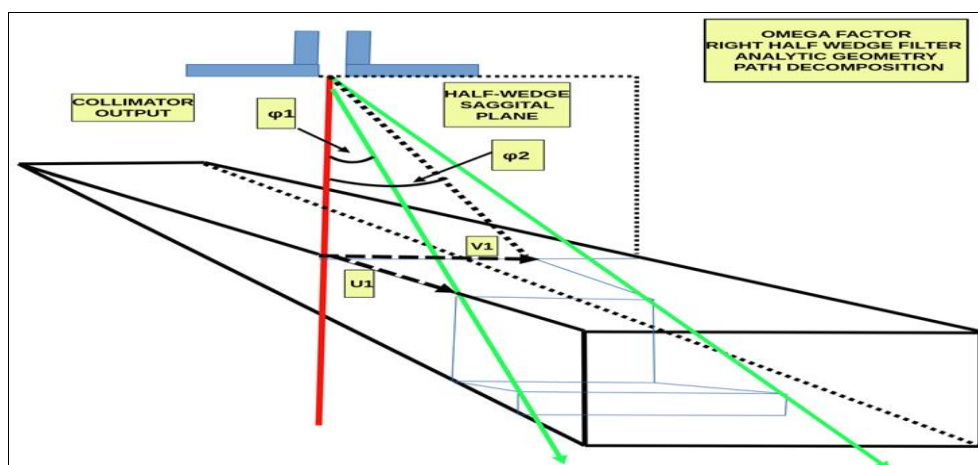 OMEGA FACTOR
RIGHT HALF WEDGE FILTER
ANALYTIC GEOMETRY
PATH DECOMPOSITION
COLLIMATOR
OUTPUT
HALF-WEDGE
SAGGITAL
PLANE
φ1
φ2
V1
U1